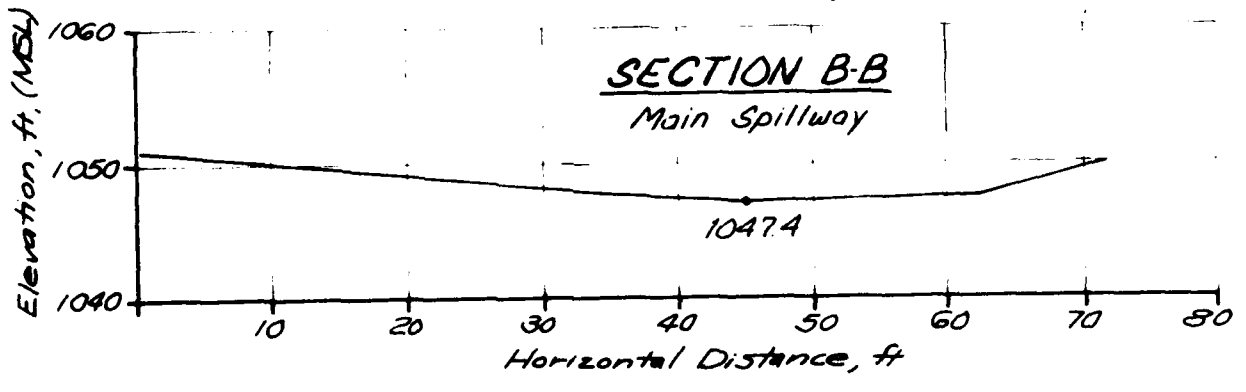 1060
SECTION B-B
Main Spillway
Elevation, ft, (MSL)
1050
1047.4
1040
10 20 30 40 50 60 70 80
Horizontal Distance, ft